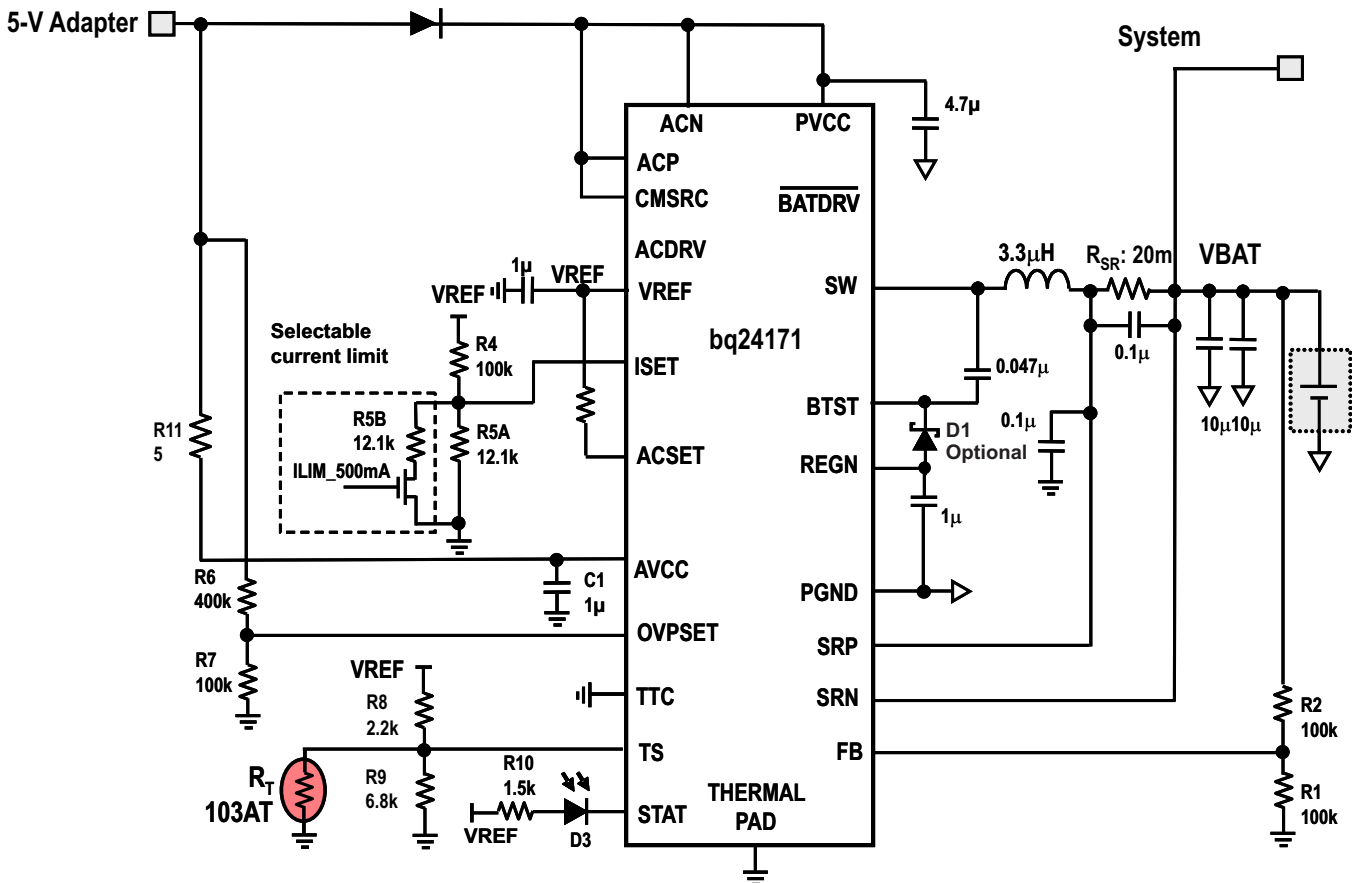 5-V Adapter
System
4.7µ
ACN
PVCC
ACP
CMSRC
BATDRV
ACDRV
1µ
VREF
VREF
VREF
SW
3.3µH
RSR: 20m
VBAT
Selectable
current limit
R4
100k
bq24171
ISET
0.1µ
0.047µ
R5B
12.1k
R5A
12.1k
BTST
10µ
10µ
R11
5
ILIM_500mA
ACSET
REGN
D1
Optional
0.1µ
1µ
AVCC
C1
1µ
PGND
R6
400k
OVPSET
SRP
R7
100k
VREF
R8
2.2k
TTC
SRN
R2
100k
TS
FB
RT
103AT
R9
6.8k
R10
1.5k
VREF
D3
STAT
THERMAL
PAD
R1
100k